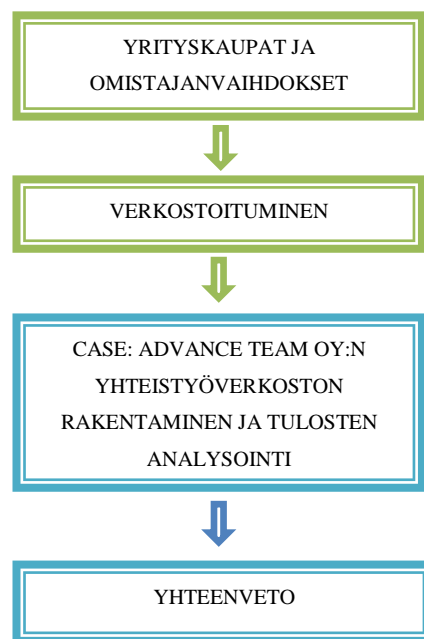 YRITYSKAUPAT JA
OMISTAJANVAIHDOKSET
VERKOSTOITUMINEN
CASE: ADVANCE TEAM OY:N
YHTEISTYÖVERKOSTON
RAKENTAMINEN JA TULOSTEN
ANALYSOINTI
YHTEENVETO